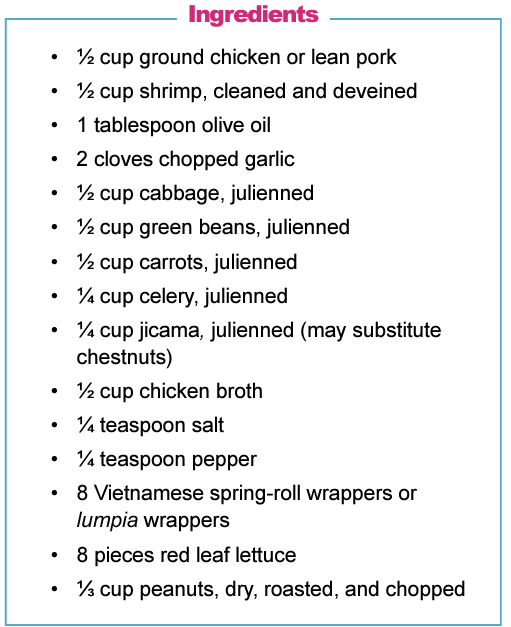 Ingredients
• ½ cup ground chicken or lean pork
• ½ cup shrimp, cleaned and deveined
• 1 tablespoon olive oil
• 2 cloves chopped garlic
• ½ cup cabbage, julienned
• ½ cup green beans, julienned
• ½ cup carrots, julienned
• ¼ cup celery, julienned
• ¼ cup jicama, julienned (may substitute
chestnuts)
• ½ cup chicken broth
• ¼ teaspoon salt
• ¼ teaspoon pepper
• 8 Vietnamese spring-roll wrappers or
lumpia wrappers
• 8 pieces red leaf lettuce
• ⅓ cup peanuts, dry, roasted, and chopped